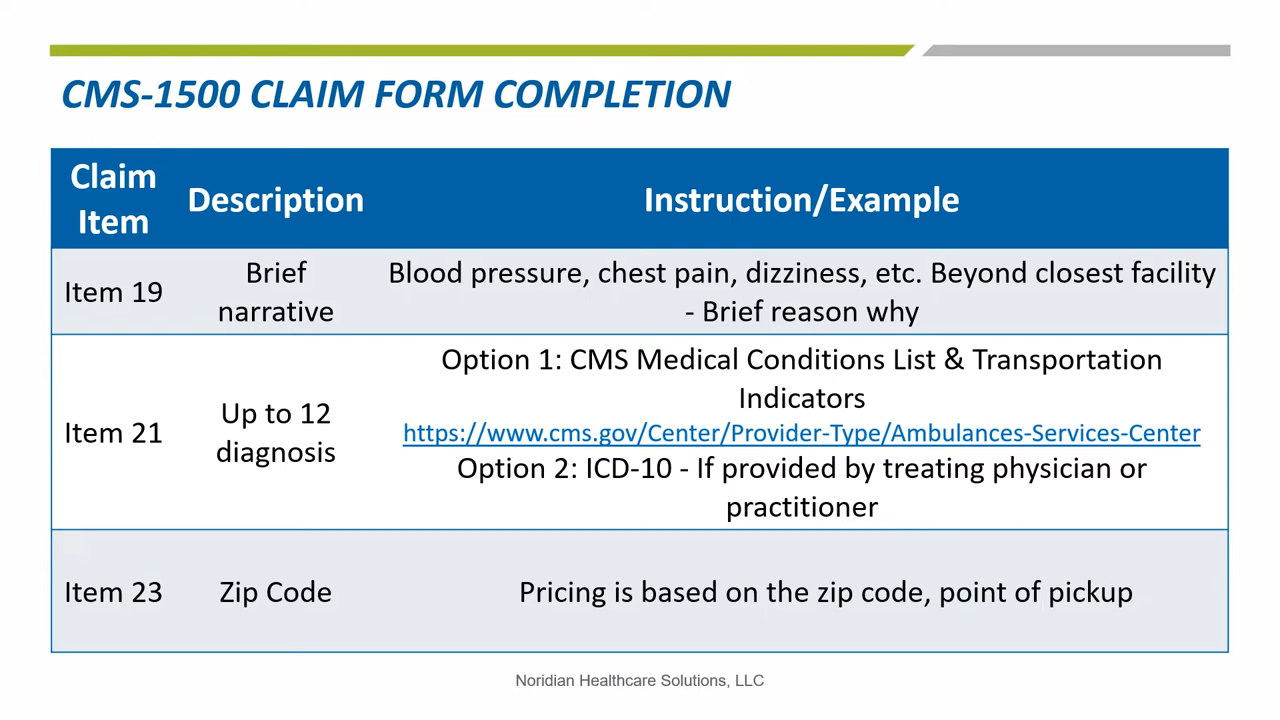 CMS-1500 CLAIM FORM COMPLETION
Claim
Item
Description
Instruction/Example
Item 19
Brief
narrative
Blood pressure, chest pain, dizziness, etc. Beyond closest facility
- Brief reason why
Item 21
Up to 12
diagnosis
Option 1: CMS Medical Conditions List & Transportation
Indicators
https://www.cms.gov/Center/Provider-Type/Ambulances-Services-Center
Option 2: ICD-10 - If provided by treating physician or
practitioner
Item 23
Zip Code
Pricing is based on the zip code, point of pickup
Noridian Healthcare Solutions, LLC